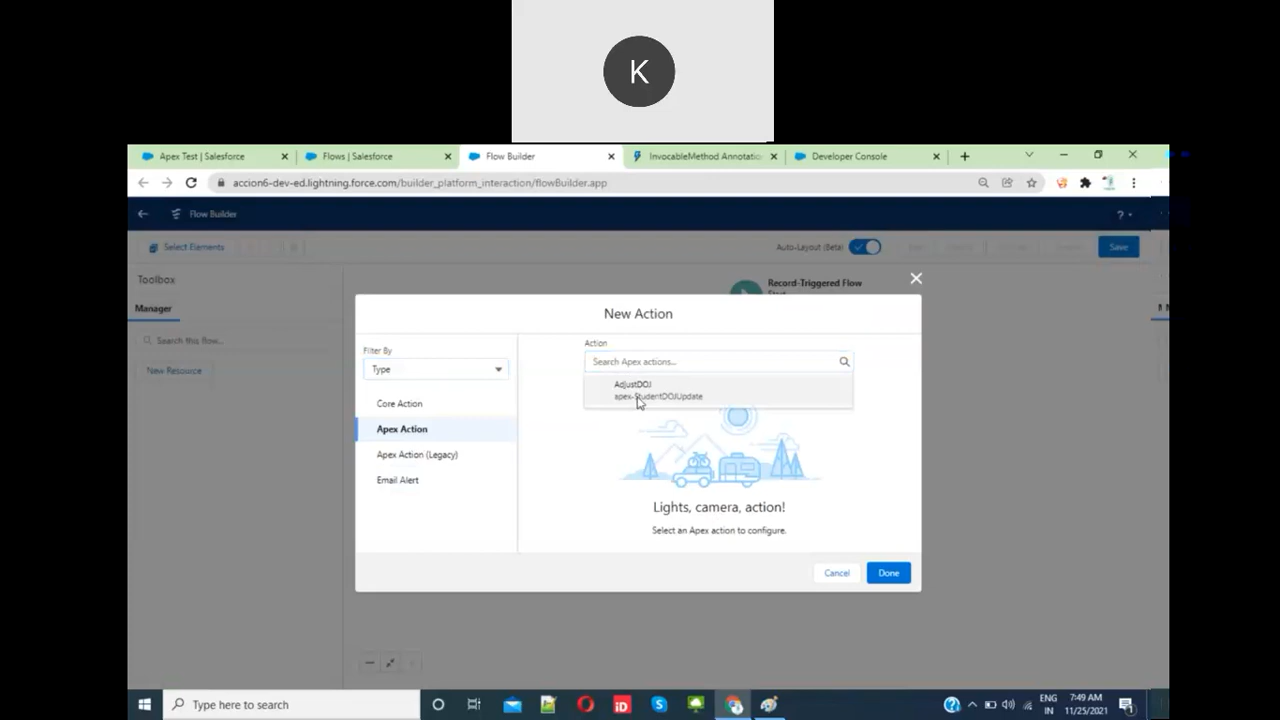 K
Apex Test | Salesforce
Flows | Salesforce
Flow Builder
InvocableMethod Annotation
Developer Console
accion6-dev-ed.lightning.force.com/builder_platform_interaction/flowBuilder.app
Flow Builder
?
Select Elements
Auto-Layout (Beta)
Save
Toolbox
Manager
Search this flow...
New Resource
Record-Triggered Flow
Start
New Action
Filter By
Type
Core Action
Apex Action
Apex Action (Legacy)
Email Alert
Action
Search Apex actions...
AdjustDOJ
apex-StudentDOJUpdate
Lights, camera, action!
Select an Apex action to configure.
Cancel
Done
Type here to search
ENG
IN
7:49 AM
11/25/2021